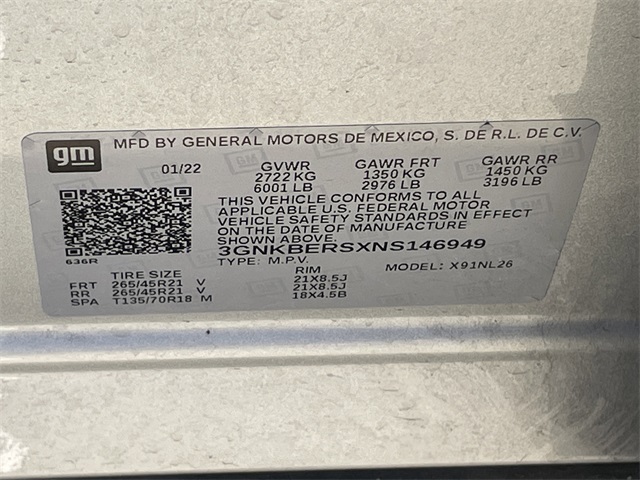 gm MFD BY GENERAL MOTORS DE MEXICO, S. DE R.L. DE C.V.
01/22 GVWR GAWR FRT GAWR RR
2722 KG 1350 KG 1450 KG
6001 LB 2976 LB 3196 LB
THIS VEHICLE CONFORMS TO ALL
APPLICABLE U.S. FEDERAL MOTOR
VEHICLE SAFETY STANDARDS IN EFFECT
ON THE DATE OF MANUFACTURE
SHOWN ABOVE.
3GNKBERSXNS146949
636R TYPE: M.P.V. MODEL: X91NL26
TIRE SIZE RIM
FRT 265/45R21 V 21X8.5J
RR 265/45R21 V 21X8.5J
SPA T135/70R18 M 18X4.5B